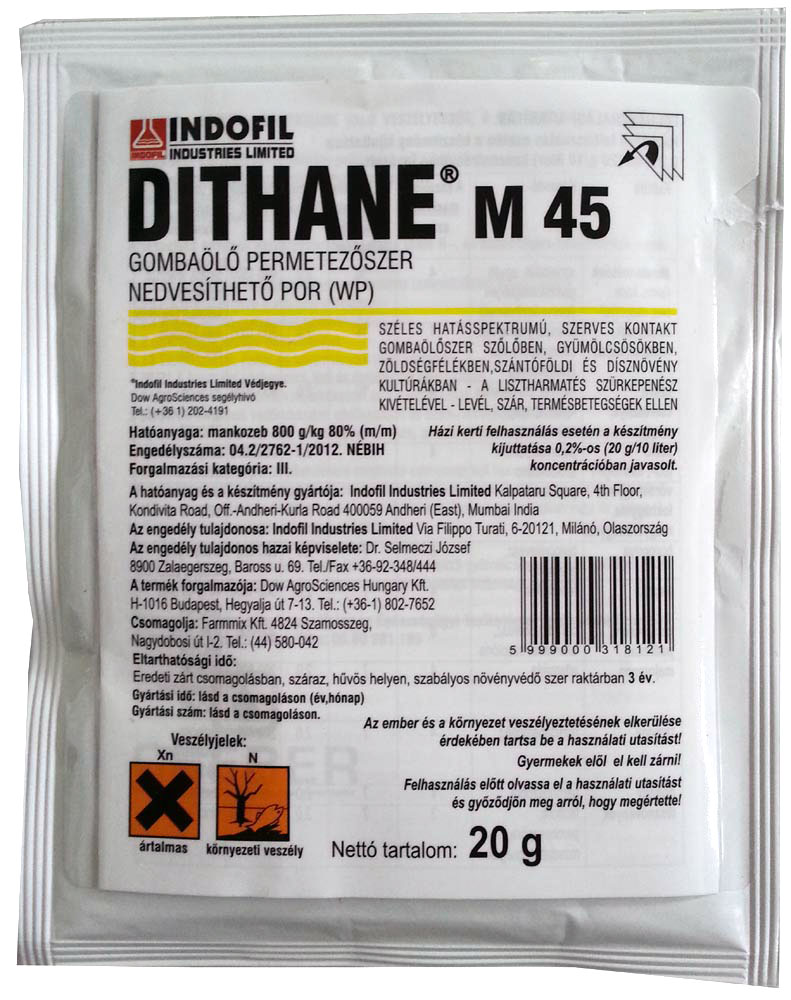 INDOFIL
INDOFIL INDUSTRIES LIMITED
DITHANE® M 45
GOMBAÖLŐ PERMETEZŐSZER
NEDVESÍTHETŐ POR (WP)
SZÉLES HATÁSSPEKTRUMÚ, SZERVES KONTAKT
GOMBAÖLŐSZER SZŐLŐBEN, GYÜMÖLCSÖSÖKBEN,
ZÖLDSÉGFÉLÉKBEN,SZÁNTÓFÖLDI ÉS DÍSZNÖVÉNY
KULTÚRÁKBAN - A LISZTHARMATÉS SZÜRKEPENÉSZ
KIVÉTELÉVEL - LEVÉL, SZÁR, TERMÉSBETEGSÉGEK ELLEN
®Indofil Industries Limited Védjegye.
Dow AgroSciences segélyhívó
Tel.: (+36 1) 202-4191
Hatóanyaga: mankozeb 800 g/kg 80% (m/m)
Engedélyszáma: 04.2/2762-1/2012. NÉBIH
Forgalmazási kategória: III.
Házi kerti felhasználás esetén a készítmény
kijuttatása 0,2%-os (20 g/10 liter)
koncentrációban javasolt.
A hatóanyag és a készítmény gyártója: Indofil Industries Limited Kalpataru Square, 4th Floor,
Kondivita Road, Off.-Andheri-Kurla Road 400059 Andheri (East), Mumbai India
Az engedély tulajdonosa: Indofil Industries Limited Via Filippo Turati, 6-20121, Milánó, Olaszország
Az engedély tulajdonos hazai képviselete: Dr. Selmeczi József
8900 Zalaegerszeg, Baross u. 69. Tel./Fax +36-92-348/444
A termék forgalmazója: Dow AgroSciences Hungary Kft.
H-1016 Budapest, Hegyalja út 7-13. Tel.: (+36-1) 802-7652
Csomagolja: Farmmix Kft. 4824 Szamosszeg,
Nagydobosi út I-2. Tel.: (44) 580-042
5 999000 318121
Eltarthatósági idő:
Eredeti zárt csomagolásban, száraz, hűvös helyen, szabályos növényvédő szer raktárban 3 év.
Gyártási idő: lásd a csomagoláson (év,hónap)
Gyártási szám: lásd a csomagoláson.
Az ember és a környezet veszélyeztetésének elkerülése
érdekében tartsa be a használati utasítást!
Gyermekek elől el kell zárni!
Felhasználás előtt olvassa el a használati utasítást
és győződjön meg arról, hogy megértette!
Veszélyjelek:
Xn N
ártalmas környezeti veszély
Nettó tartalom: 20 g